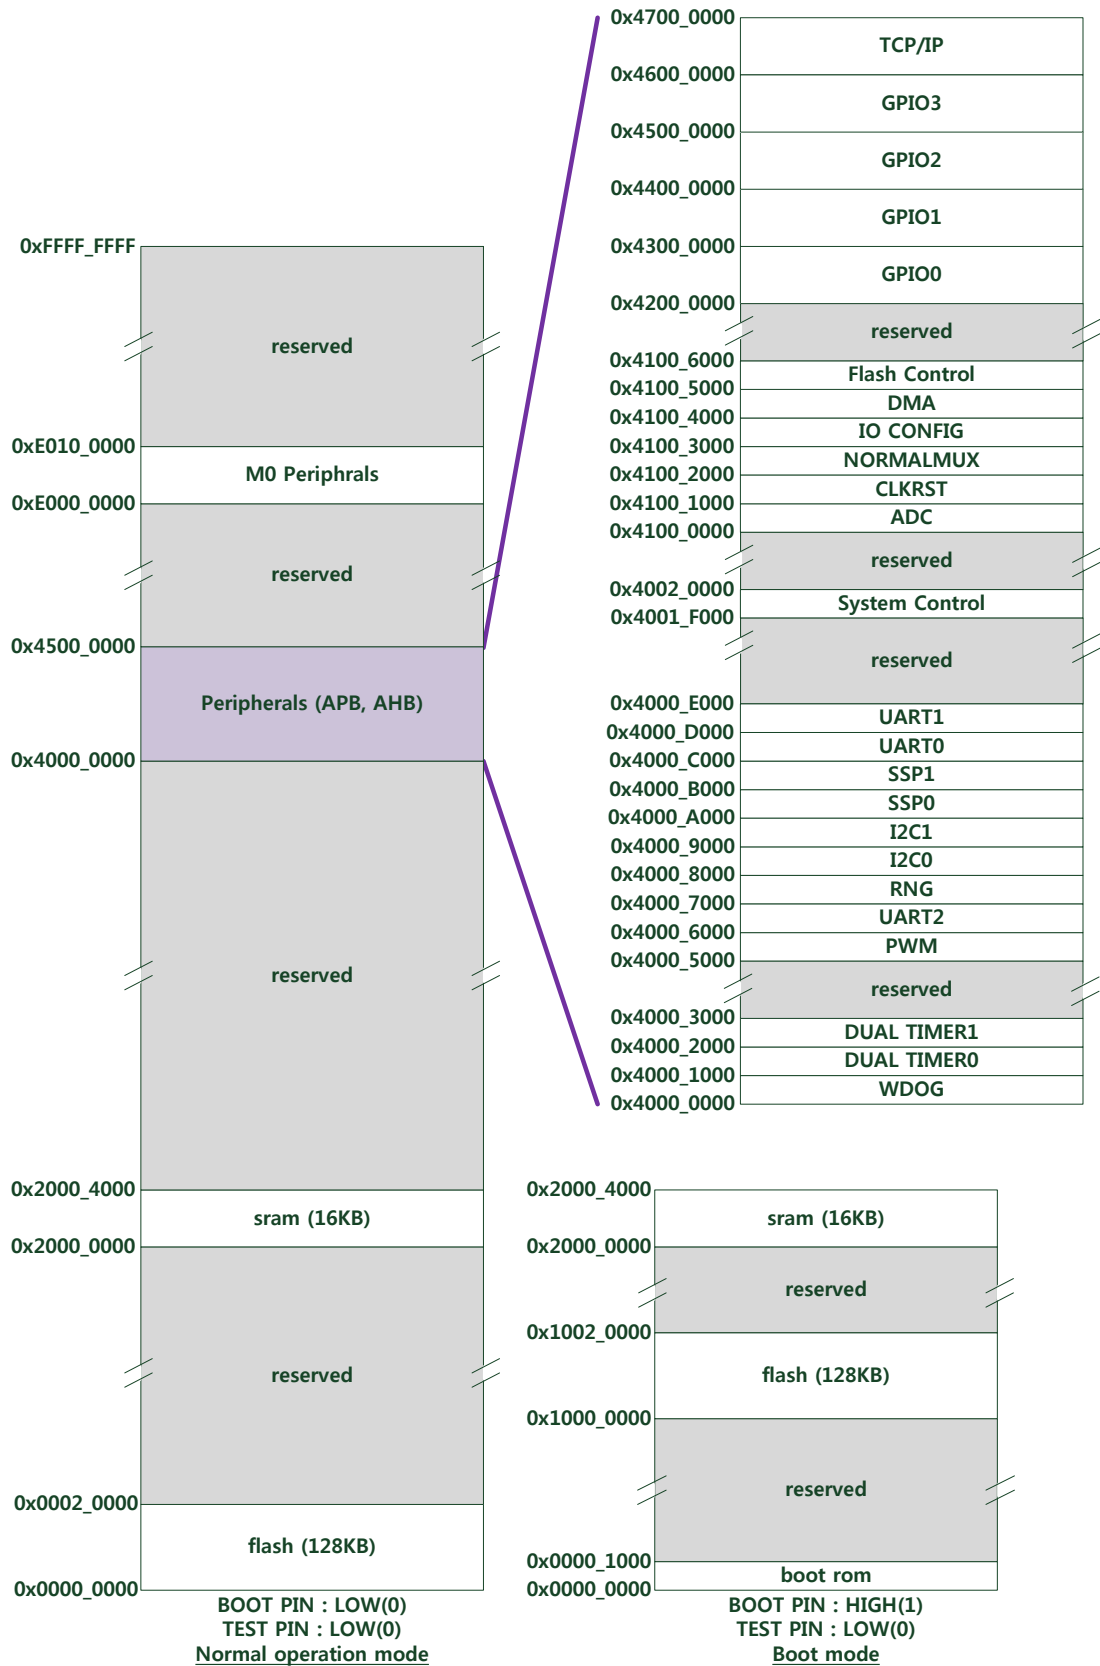 0xFFFF_FFFF
reserved
0xE010_0000
M0 Periphrals
0xE000_0000
reserved
0x4500_0000
Peripherals (APB, AHB)
0x4000_0000
reserved
0x2000_4000
sram (16KB)
0x2000_0000
reserved
0x0002_0000
flash (128KB)
0x0000_0000
BOOT PIN : LOW(0)
TEST PIN : LOW(0)
Normal operation mode
0x4700_0000
TCP/IP
0x4600_0000
GPIO3
0x4500_0000
GPIO2
0x4400_0000
GPIO1
0x4300_0000
GPIO0
0x4200_0000
reserved
0x4100_6000
Flash Control
0x4100_5000
DMA
0x4100_4000
IO CONFIG
0x4100_3000
NORMALMUX
0x4100_2000
CLKRST
0x4100_1000
ADC
0x4100_0000
reserved
0x4002_0000
System Control
0x4001_F000
reserved
0x4000_E000
UART1
0x4000_D000
UART0
0x4000_C000
SSP1
0x4000_B000
SSP0
0x4000_A000
I2C1
0x4000_9000
I2C0
0x4000_8000
RNG
0x4000_7000
UART2
0x4000_6000
PWM
0x4000_5000
reserved
0x4000_3000
DUAL TIMER1
0x4000_2000
DUAL TIMER0
0x4000_1000
WDOG
0x4000_0000
0x2000_4000
sram (16KB)
0x2000_0000
reserved
0x1002_0000
flash (128KB)
0x1000_0000
reserved
0x0000_1000
boot rom
0x0000_0000
BOOT PIN : HIGH(1)
TEST PIN : LOW(0)
Boot mode